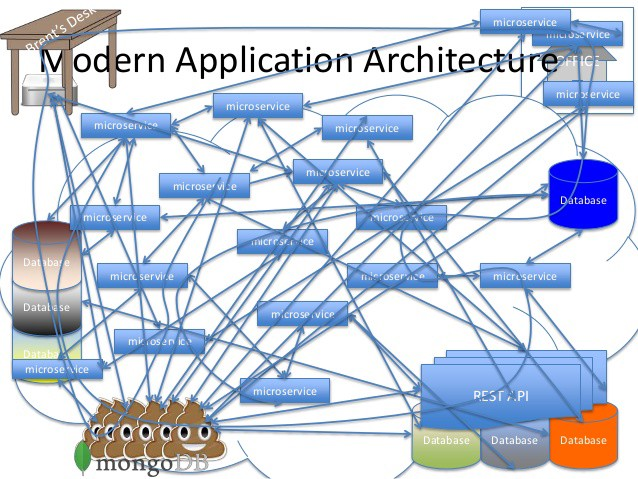 microservice
Brent's Desk
microservice
Modern Application Architecture
OFFICE
microservice
microservice
microservice
microservice
microservice
microservice
Database
microservice
microservice
microservice
Database
microservice
microservice
microservice
Database
microservice
microservice
Databa
microservice
microservice
REST API
Database
Database
Database
mongoDB